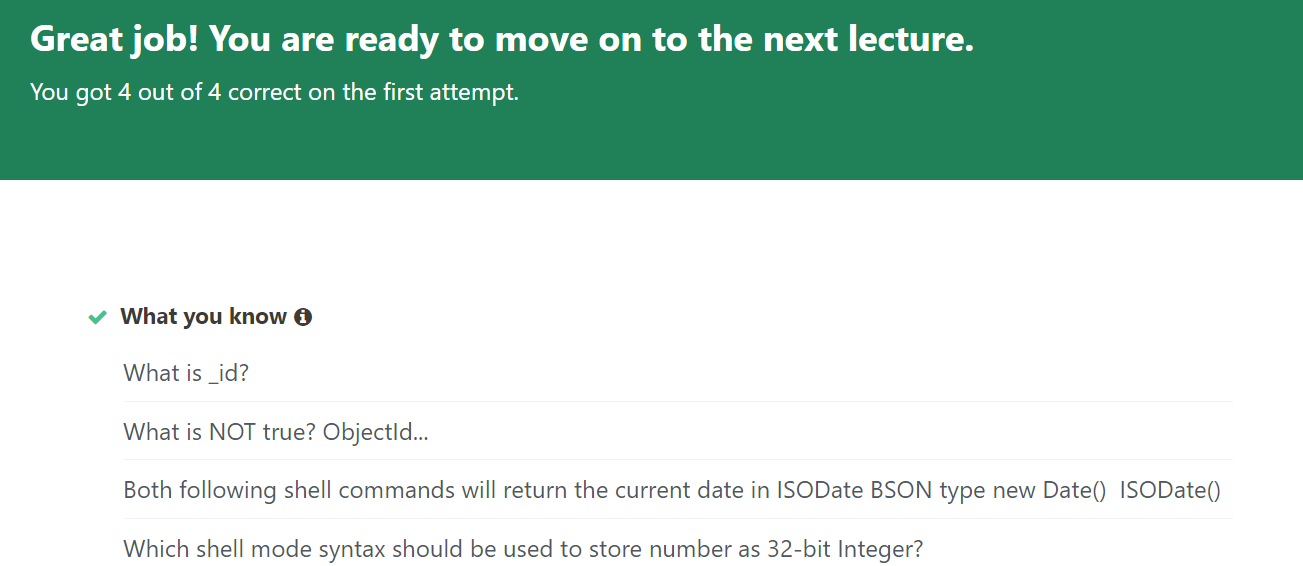 Great job! You are ready to move on to the next lecture.
You got 4 out of 4 correct on the first attempt.
What you know
What is _id?
What is NOT true? ObjectId...
Both following shell commands will return the current date in ISODate BSON type new Date()  ISODate()
Which shell mode syntax should be used to store number as 32-bit Integer?